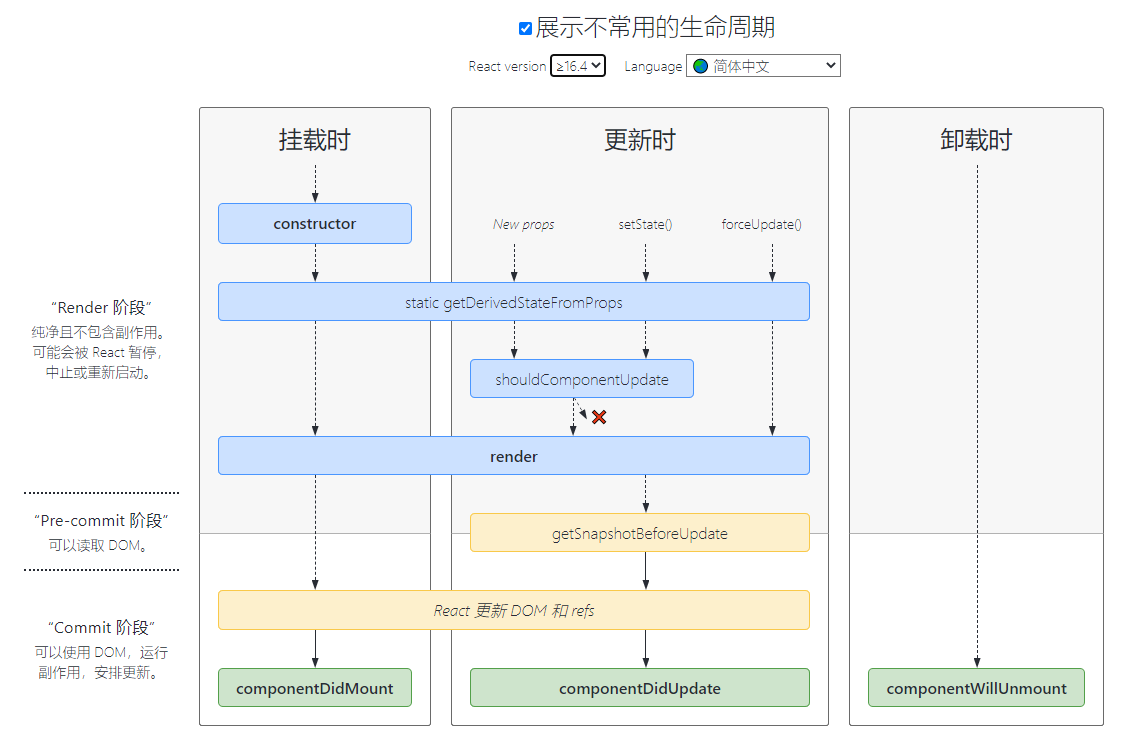 展示不常用的生命周期
React version ≥16.4 Language 简体中文
挂载时
更新时
卸载时
constructor
New props
setState()
forceUpdate()
static getDerivedStateFromProps
“Render 阶段”
纯净且不包含副作用。
可能会被 React 暂停，
中止或重新启动。
shouldComponentUpdate
render
“Pre-commit 阶段”
可以读取 DOM。
getSnapshotBeforeUpdate
React 更新 DOM 和 refs
“Commit 阶段”
可以使用 DOM，运行
副作用，安排更新。
componentDidMount
componentDidUpdate
componentWillUnmount